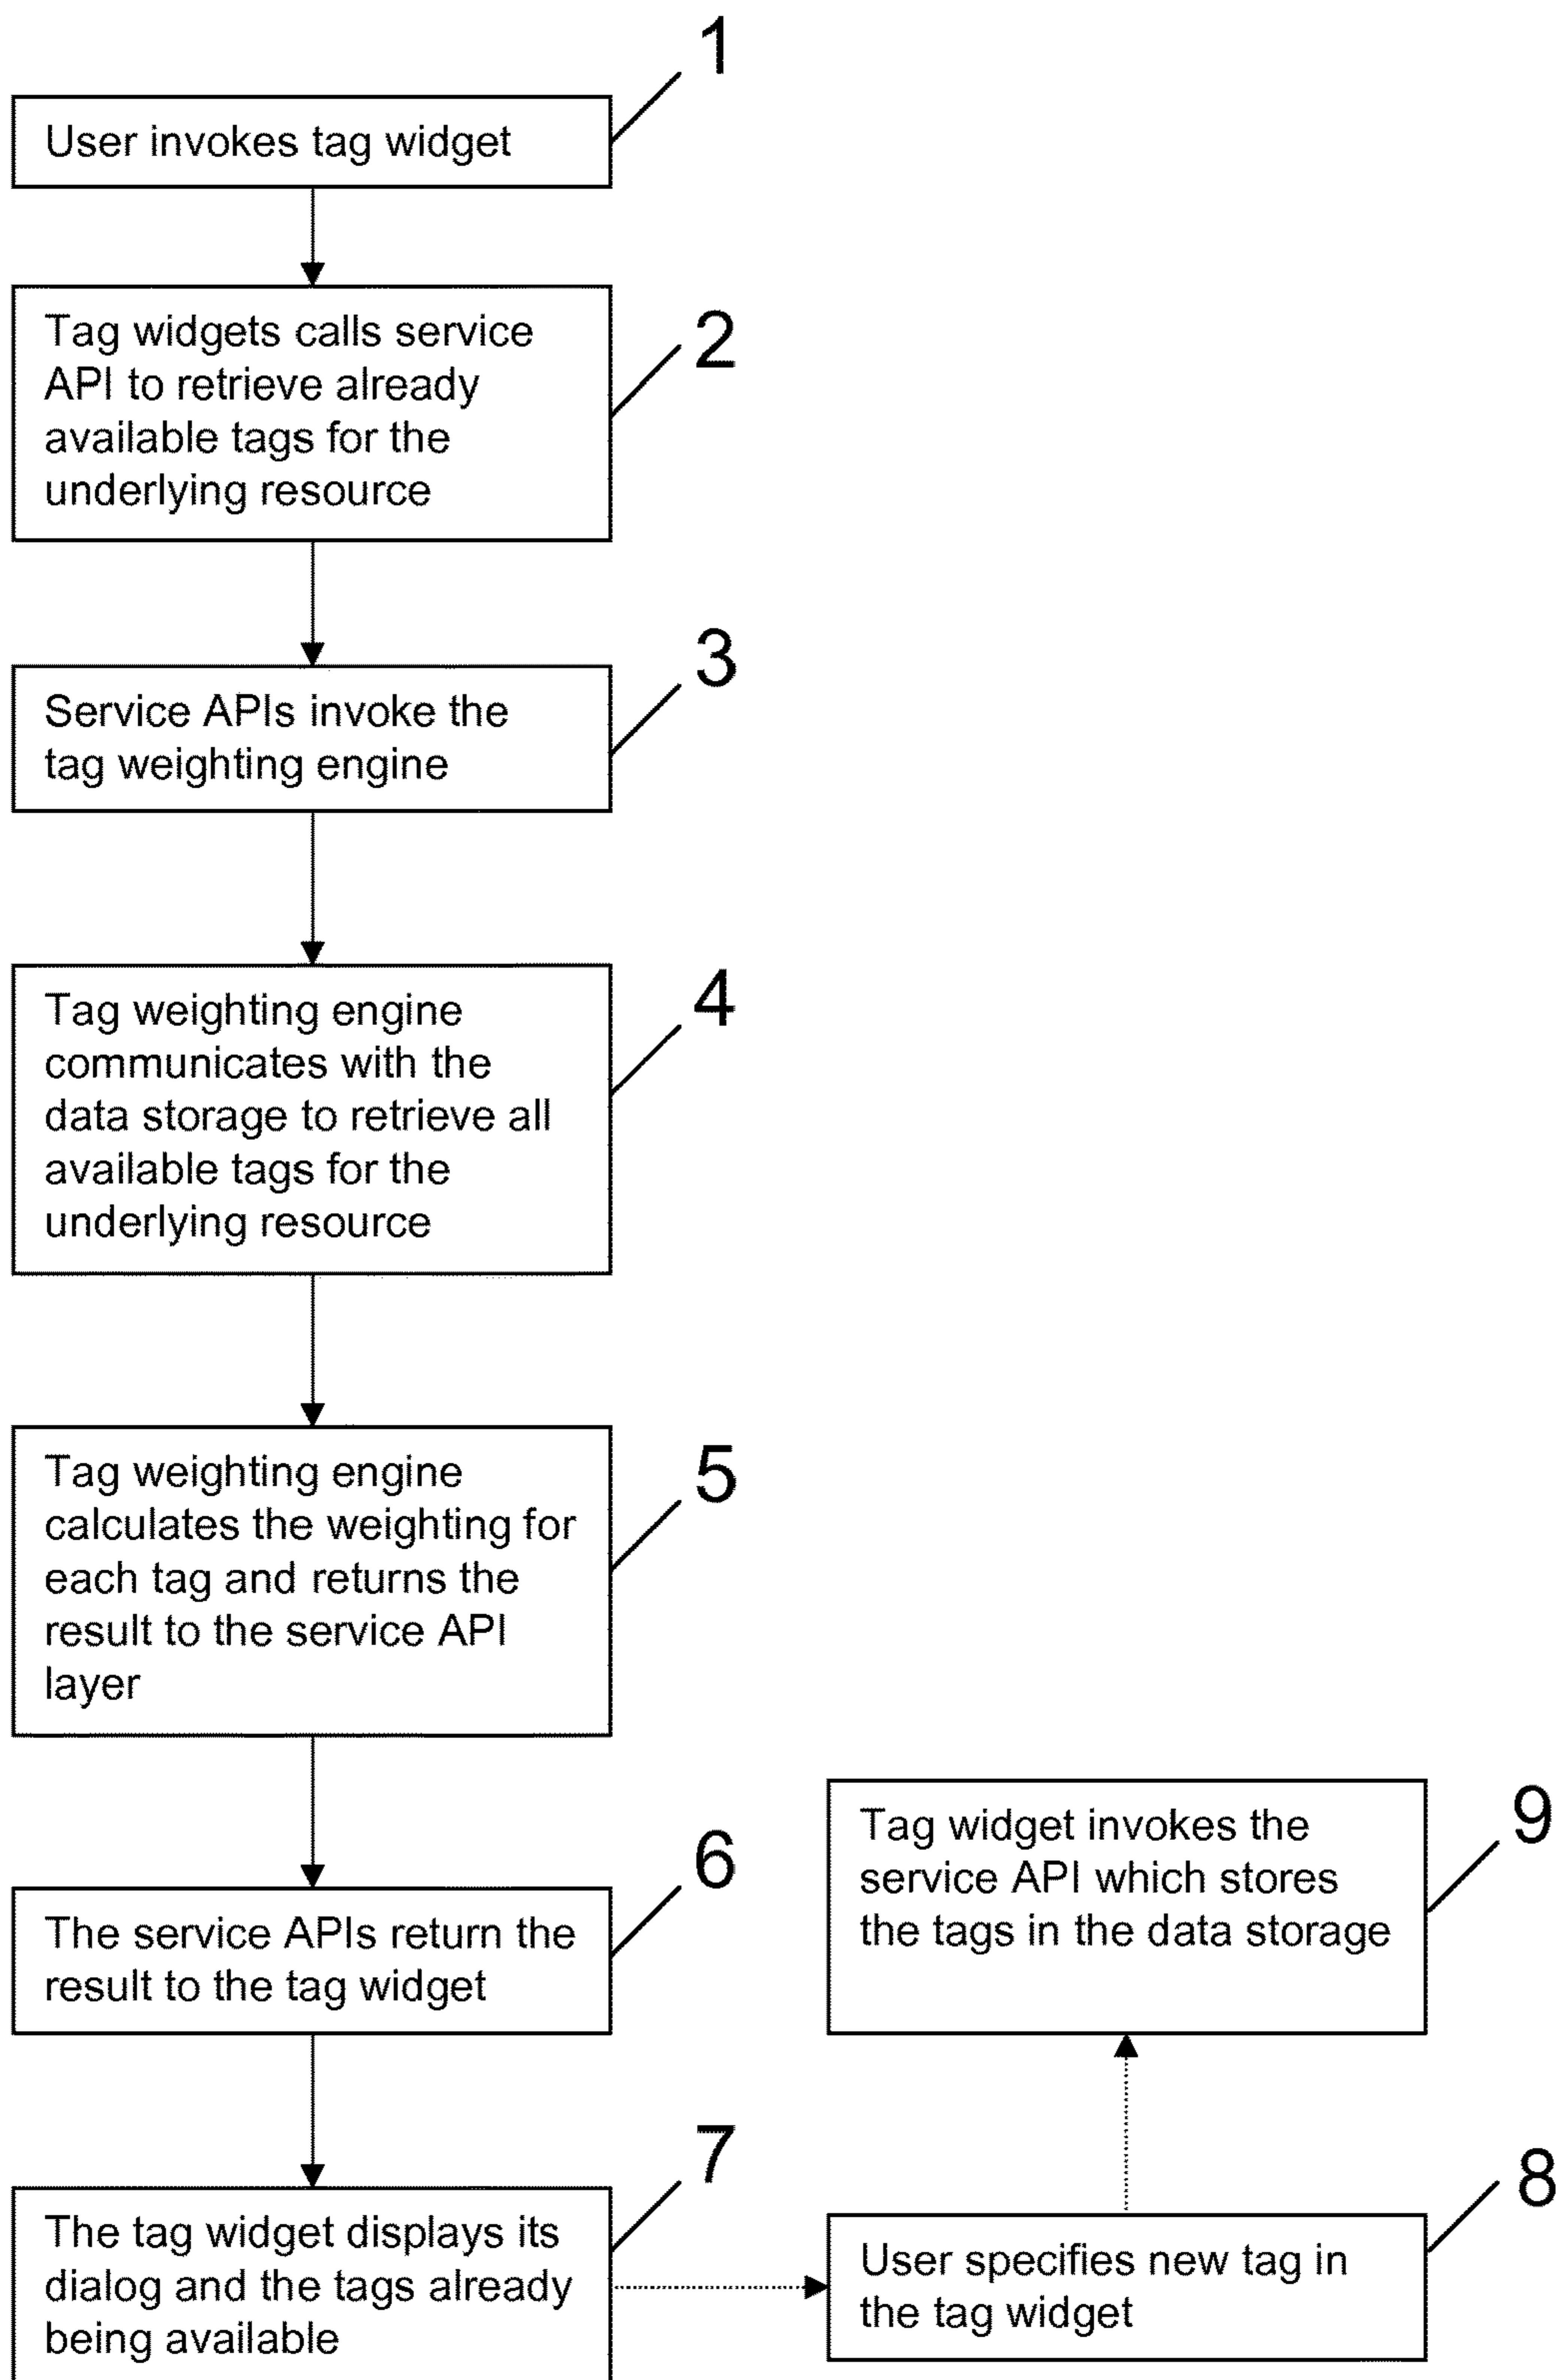 1
User invokes tag widget
2
Tag widgets calls service
API to retrieve already
available tags for the
underlying resource
3
Service APIs invoke the
tag weighting engine
4
Tag weighting engine
communicates with the
data storage to retrieve all
available tags for the
underlying resource
5
Tag weighting engine
calculates the weighting for
each tag and returns the
result to the service API
layer
6
The service APIs return the
result to the tag widget
7
The tag widget displays its
dialog and the tags already
being available
8
User specifies new tag in
the tag widget
9
Tag widget invokes the
service API which stores
the tags in the data storage